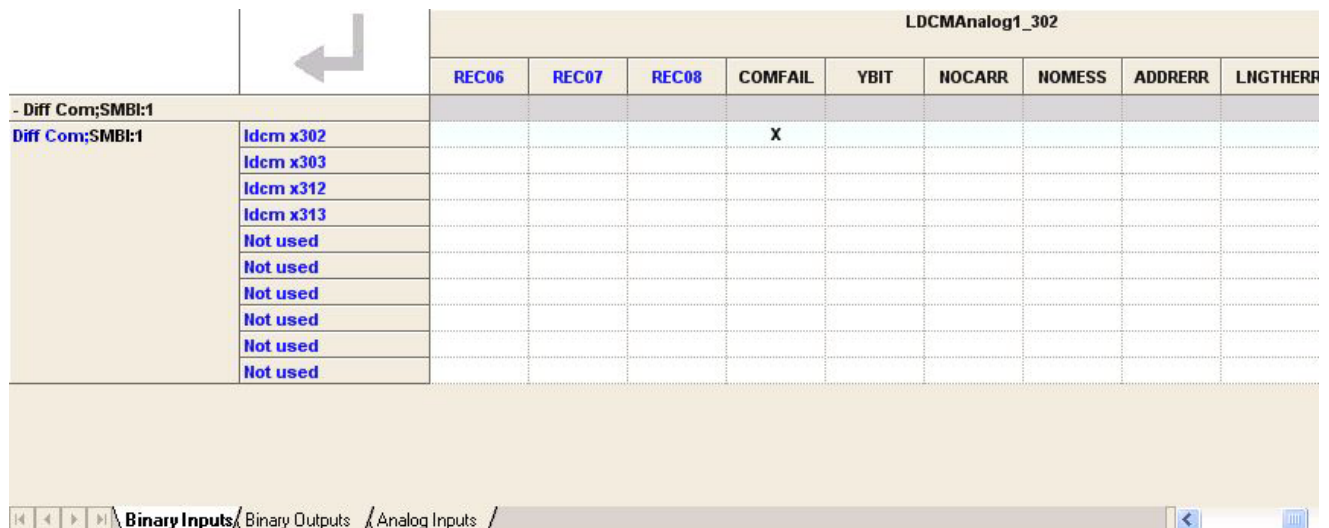 LDCMAnalog1_302
REC06 REC07 REC08 COMFAIL YBIT NOCARR NOMESS ADDRERR LNGTHERR
- Diff Com;SMBI:1
Diff Com;SMBI:1 ldcm x302 X
ldcm x303
ldcm x312
ldcm x313
Not used
Not used
Not used
Not used
Not used
Not used
Binary Inputs Binary Outputs Analog Inputs